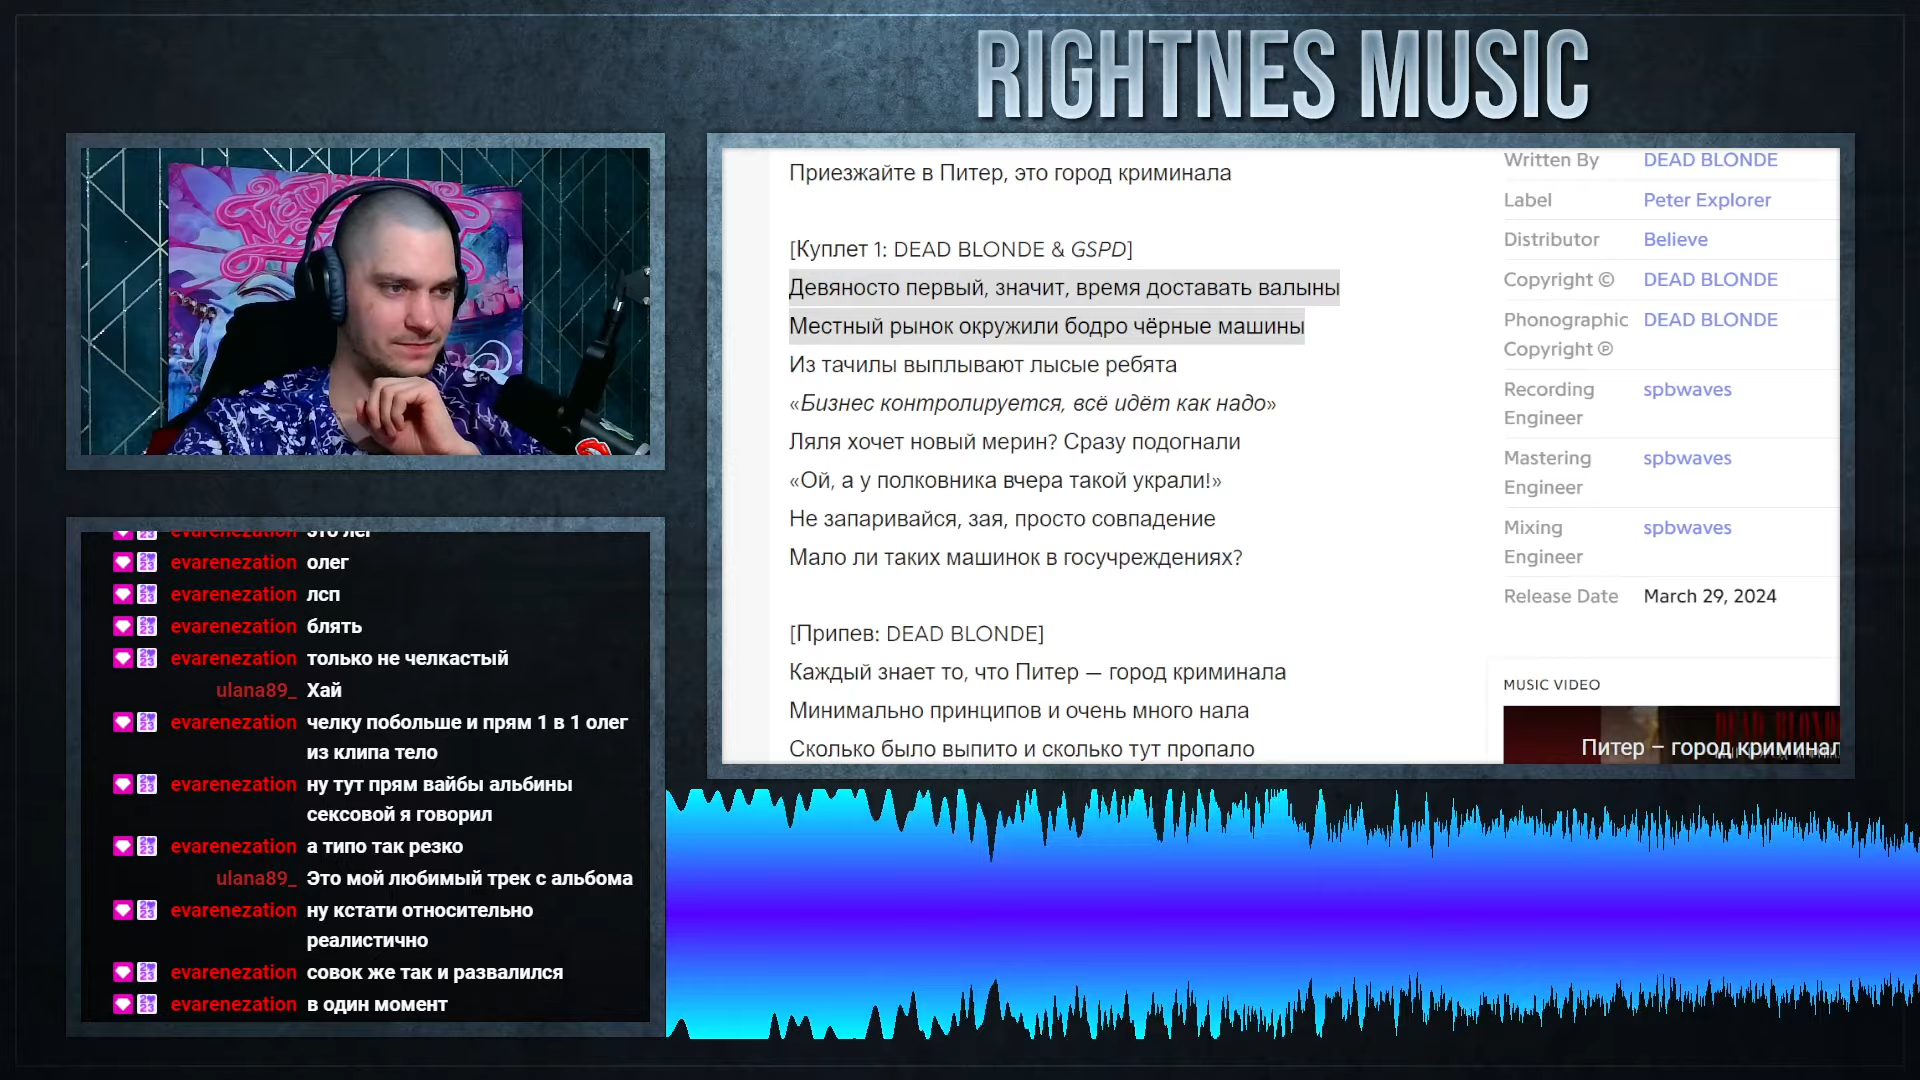 RIGHTNES MUSIC
Приезжайте в Питер, это город криминала
[Куплет 1: DEAD BLONDE & GSPD]
Девяносто первый, значит, время доставать валыны
Местный рынок окружили бодро чёрные машины
Из тачилы выплывают лысые ребята
«Бизнес контролируется, всё идёт как надо»
Ляля хочет новый мерин? Сразу подогнали
«Ой, а у полковника вчера такой украли!»
Не запаривайся, зая, просто совпадение
Мало ли таких машинок в госучреждениях?
[Припев: DEAD BLONDE]
Каждый знает то, что Питер — город криминала
Минимально принципов и очень много нала
Сколько было выпито и сколько тут пропало
Written By DEAD BLONDE
Label Peter Explorer
Distributor Believe
Copyright © DEAD BLONDE
Phonographic DEAD BLONDE
Copyright ℗
Recording spbwaves
Engineer
Mastering spbwaves
Engineer
Mixing spbwaves
Engineer
Release Date March 29, 2024
MUSIC VIDEO
DEAD BLONDE
Питер – город криминал
evarenezation это лег
evarenezation олег
evarenezation лсп
evarenezation блять
evarenezation только не челкастый
ulana89_ Хай
evarenezation челку побольше и прям 1 в 1 олег
из клипа тело
evarenezation ну тут прям вайбы альбины
сексовой я говорил
evarenezation а типо так резко
ulana89_ Это мой любимый трек с альбома
evarenezation ну кстати относительно
реалистично
evarenezation совок же так и развалился
evarenezation в один момент